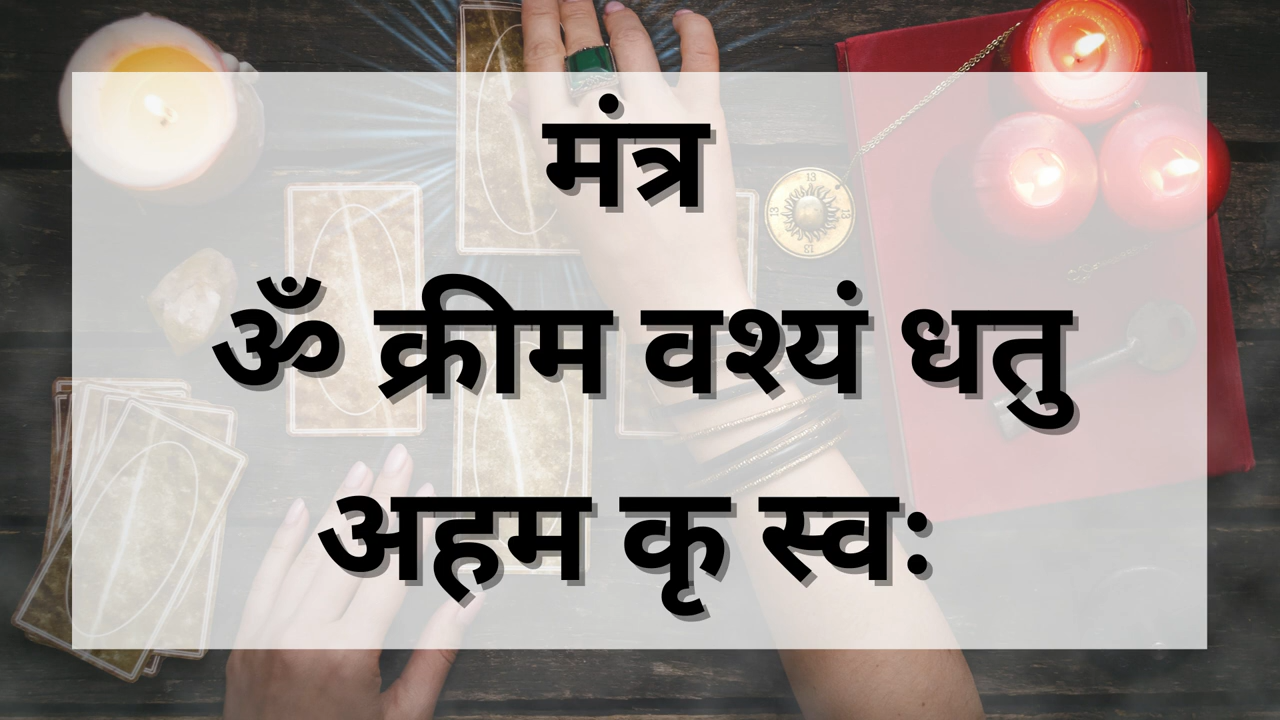 मंत्र
ॐ क्रीम वश्यं धतु
अहम कृ स्व: